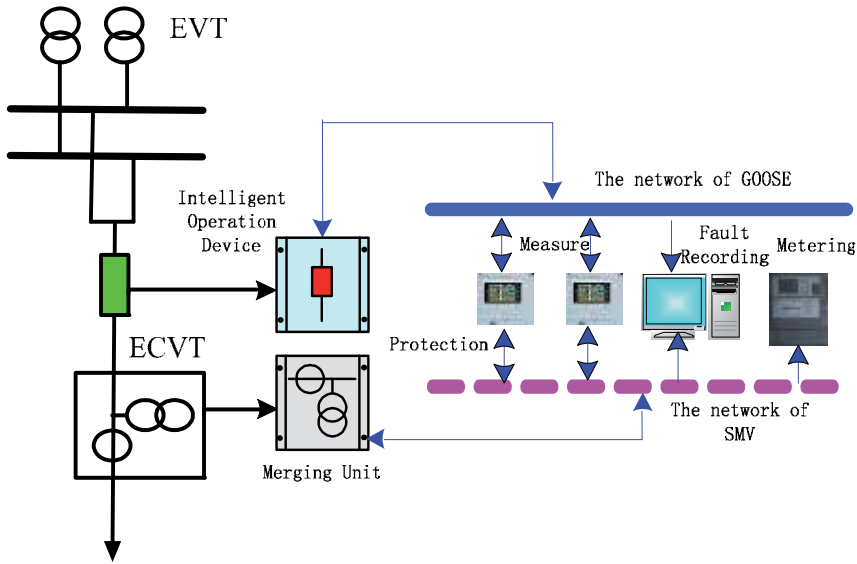 EVT
Intelligent
Operation
Device
The network of GOOSE
Measure
Fault
Recording
Metering
ECVT
Protection
The network of
SMV
Merging Unit